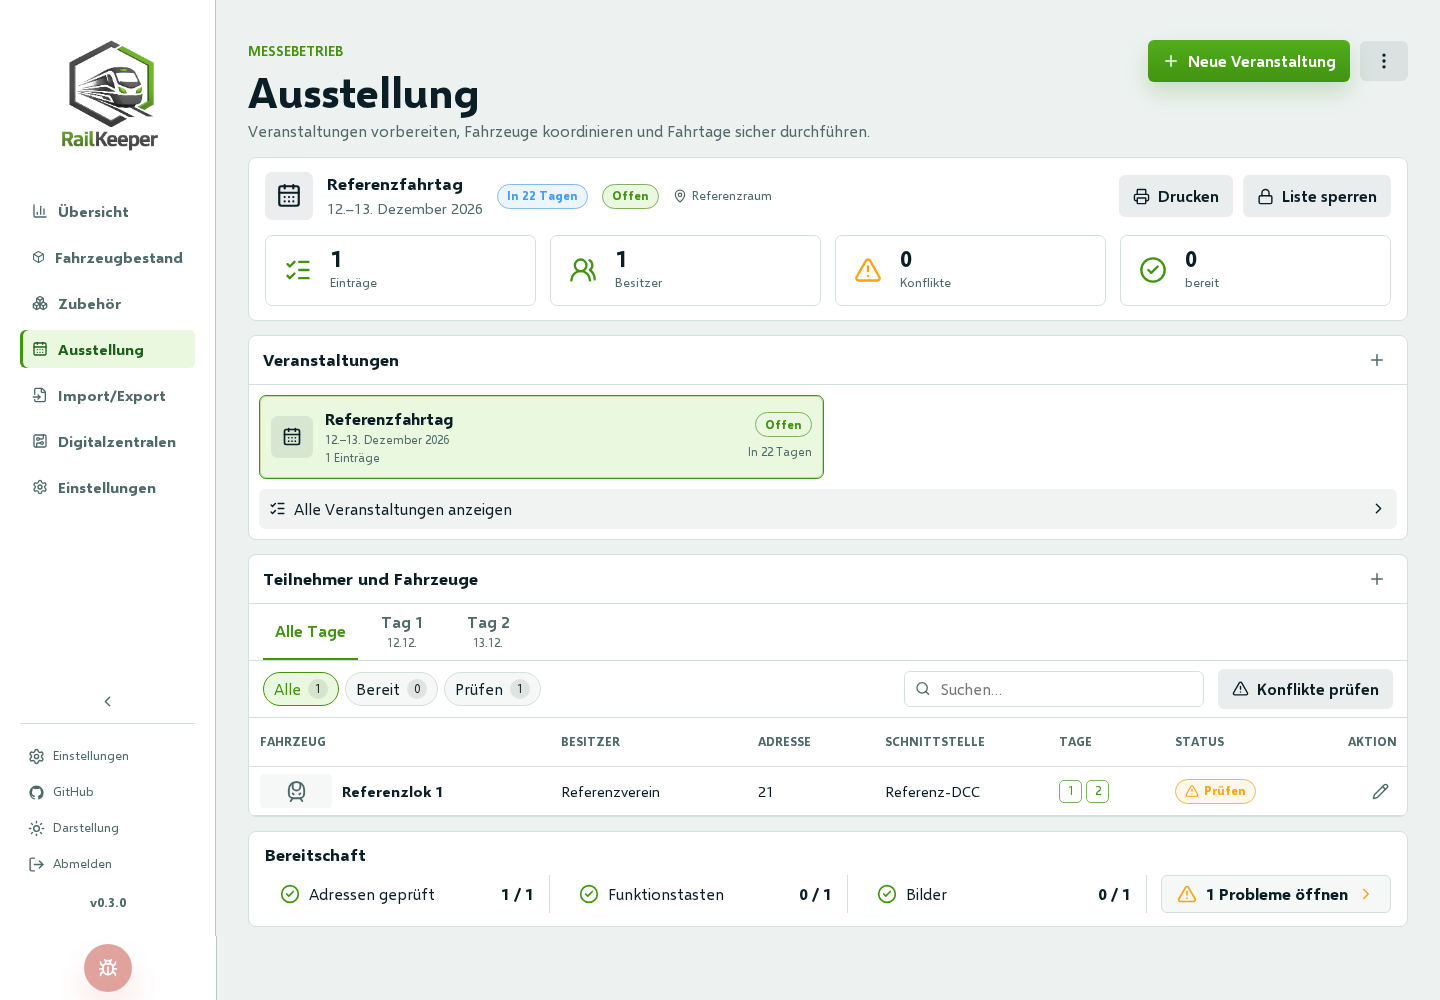 RailKeeper
Übersicht
Fahrzeugbestand
Zubehör
Ausstellung
Import/Export
Digitalzentralen
Einstellungen
Einstellungen
GitHub
Darstellung
Abmelden
v0.3.0
MESSEBETRIEB
Ausstellung
Veranstaltungen vorbereiten, Fahrzeuge koordinieren und Fahrtage sicher durchführen.
Neue Veranstaltung
Referenzfahrtag
12.–13. Dezember 2026
In 22 Tagen
Offen
Referenzraum
Drucken
Liste sperren
1
Einträge
1
Besitzer
0
Konflikte
0
bereit
Veranstaltungen
Referenzfahrtag
12.–13. Dezember 2026
1 Einträge
Offen
In 22 Tagen
Alle Veranstaltungen anzeigen
Teilnehmer und Fahrzeuge
Alle Tage
Tag 1
12.12.
Tag 2
13.12.
Alle 1
Bereit 0
Prüfen 1
Suchen...
Konflikte prüfen
FAHRZEUG BESITZER ADRESSE SCHNITTSTELLE TAGE STATUS AKTION
Referenzlok 1 Referenzverein 21 Referenz-DCC 1 2 Prüfen
Bereitschaft
Adressen geprüft 1 / 1
Funktionstasten 0 / 1
Bilder 0 / 1
1 Probleme öffnen